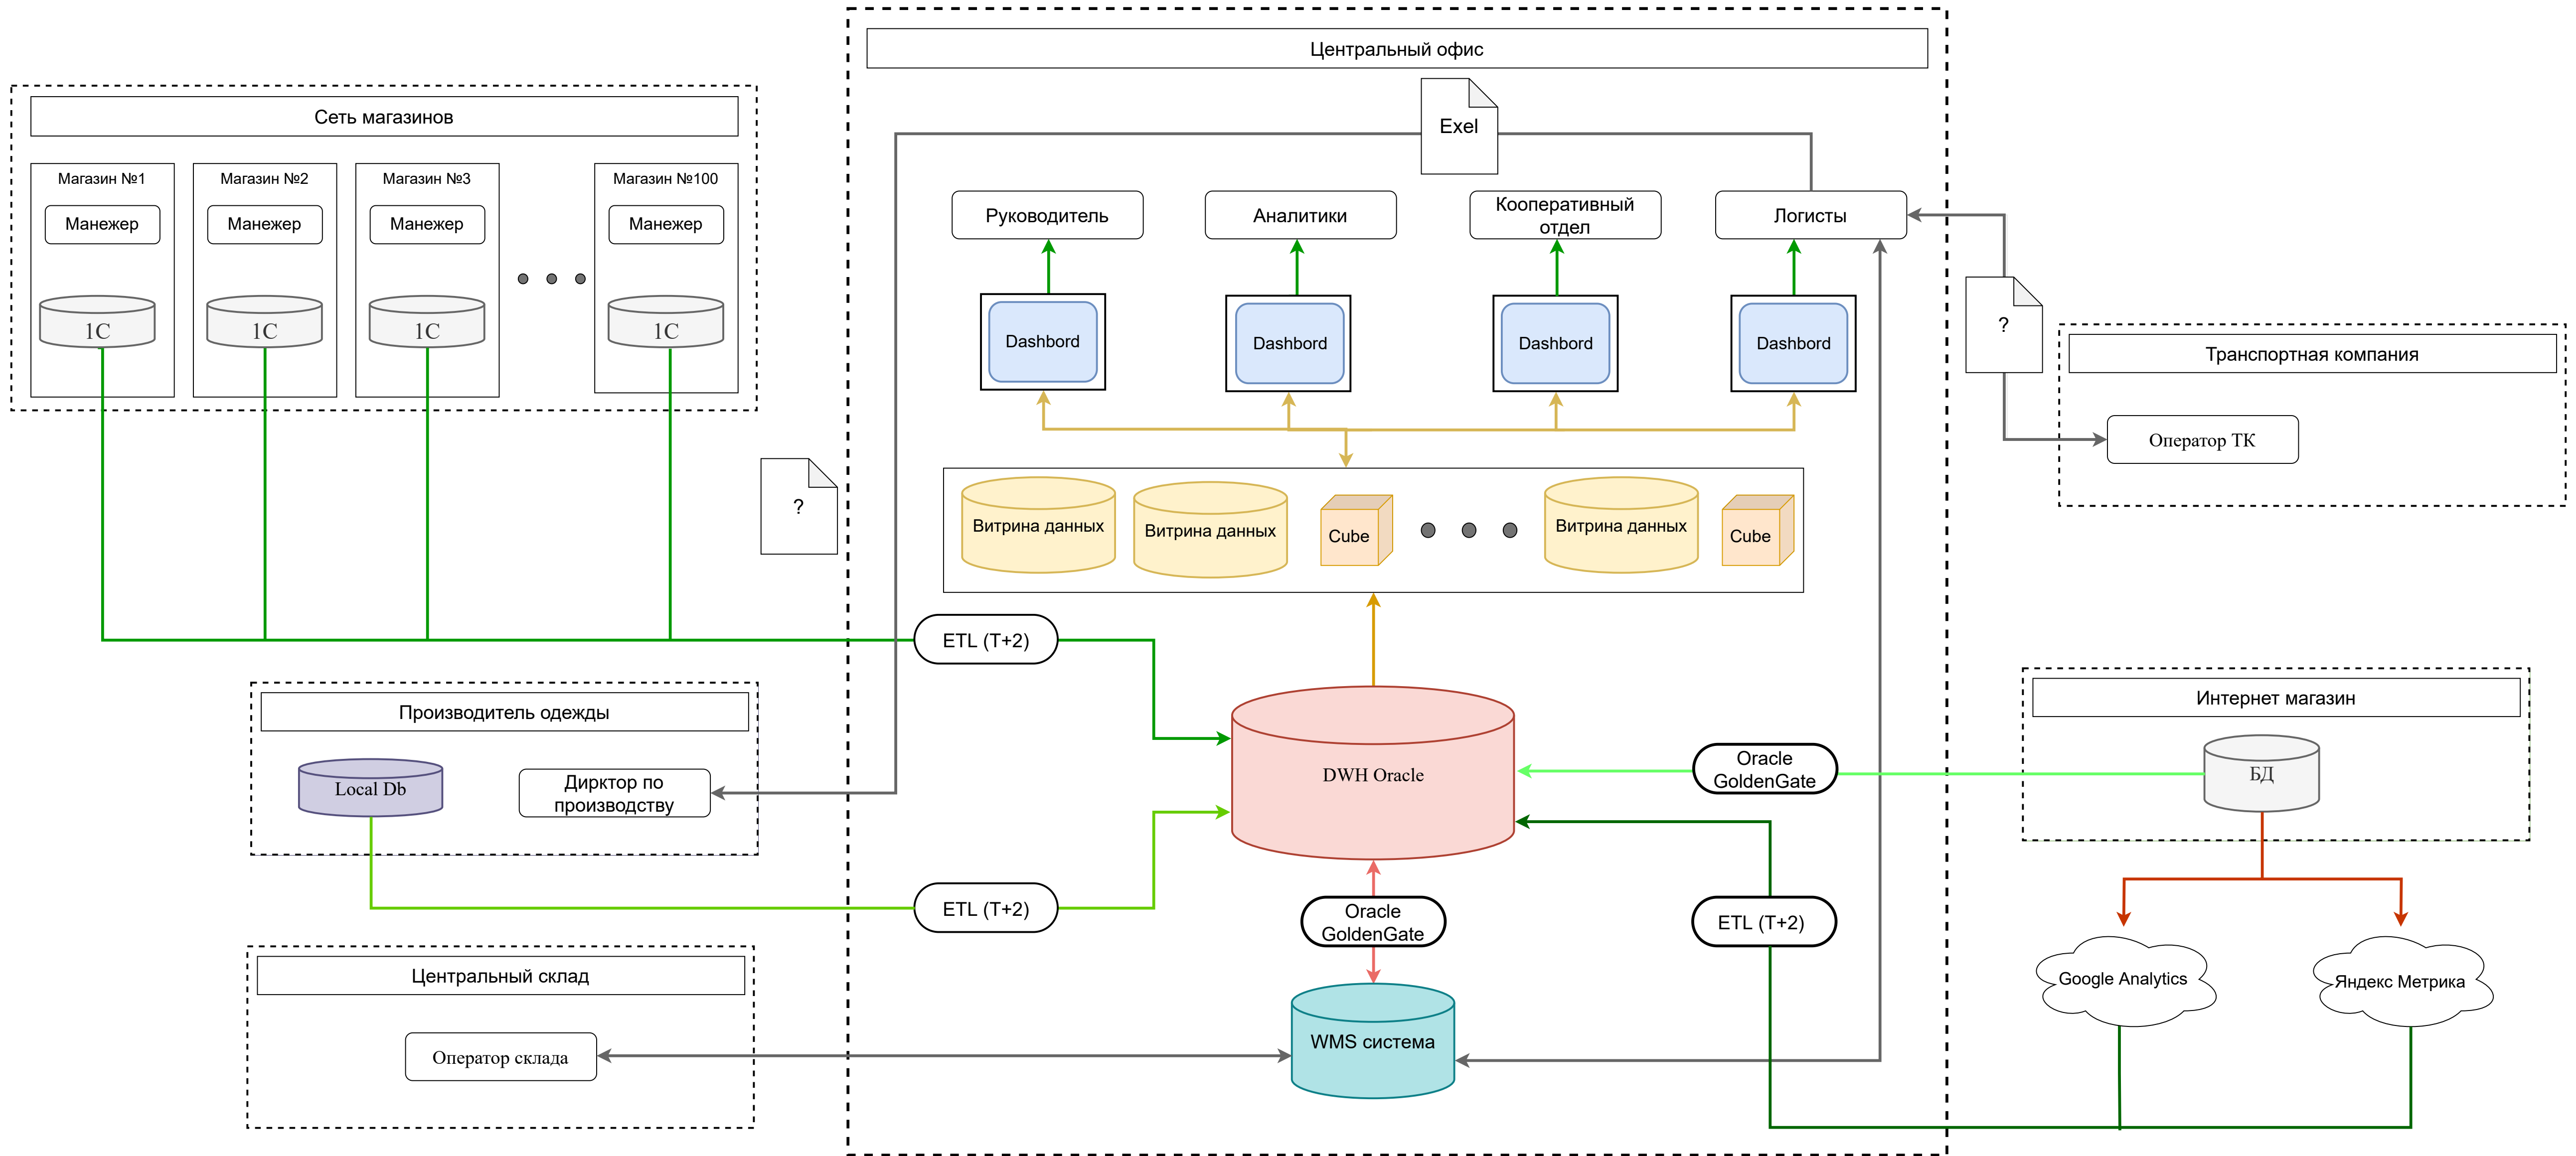 Центральный офис
Exel
Сеть магазинов
Магазин №1
Магазин №2
Магазин №3
Магазин №100
Манежер
Манежер
Манежер
Манежер
1С
1С
1С
1С
Руководитель
Аналитики
Кооперативный
отдел
Логисты
Dashbord
Dashbord
Dashbord
Dashbord
?
Транспортная компания
Оператор ТК
?
Витрина данных
Витрина данных
Cube
Витрина данных
Cube
ETL (T+2)
Производитель одежды
Local Db
Дирктор по
производству
DWH Oracle
Oracle
GoldenGate
Интернет магазин
БД
ETL (T+2)
Oracle
GoldenGate
ETL (T+2)
Центральный склад
Оператор склада
WMS система
Google Analytics
Яндекс Метрика